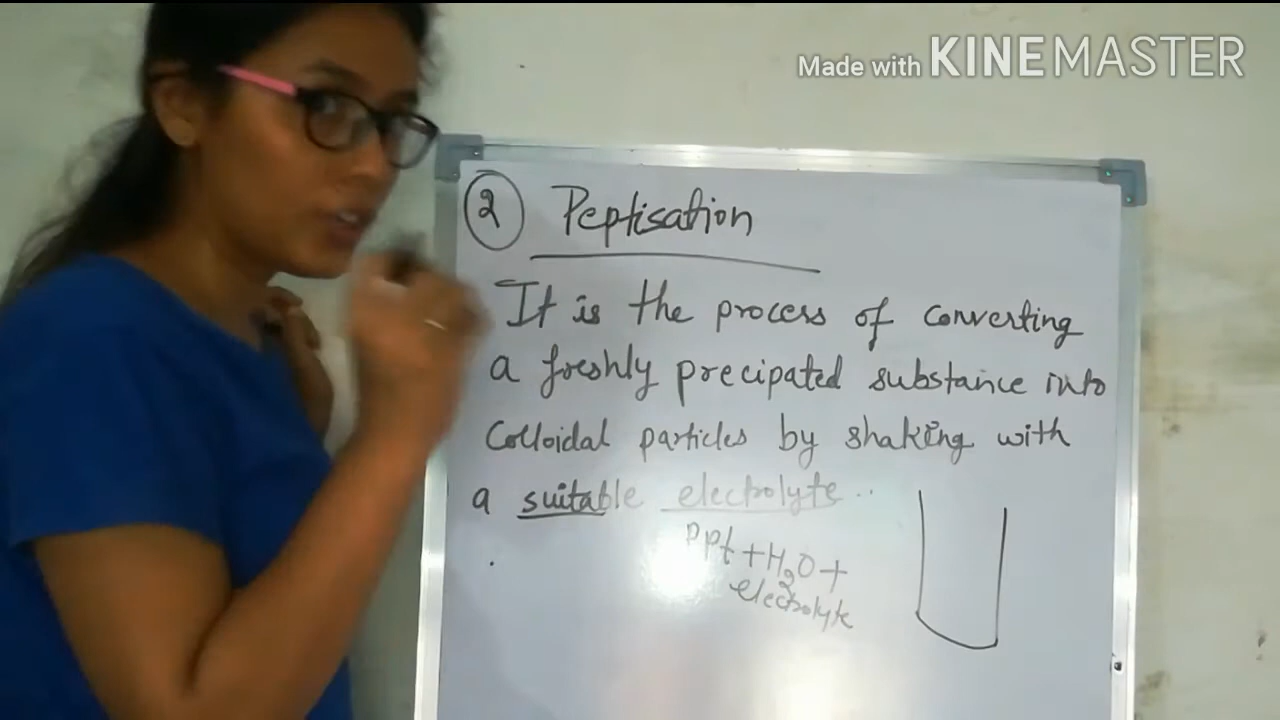 Made with KINEMASTER
2 Peptisation
It is the process of converting
a freshly precipated substance into
colloidal particles by shaking with
a suitable electrolyte..
ppt + H2O +
electrolyte